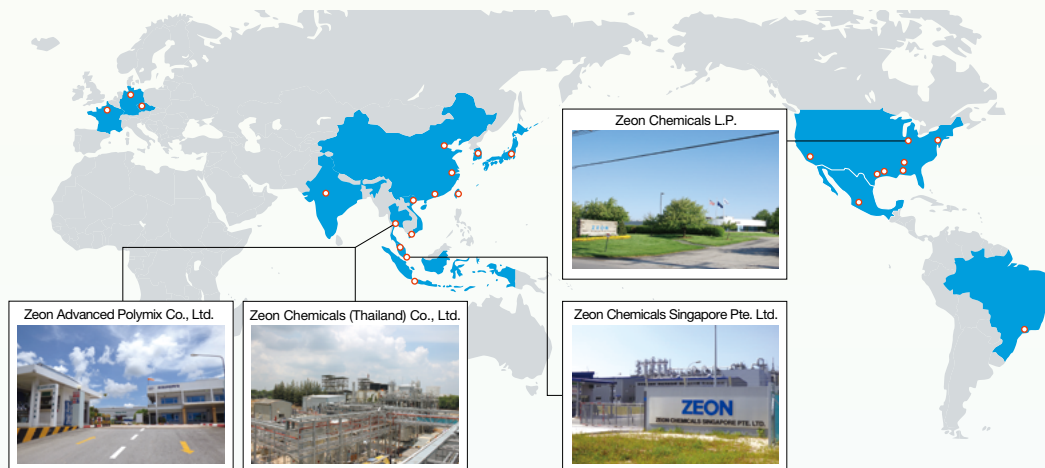 Zeon Chemicals L.P.
ZEON
Zeon Advanced Polymix Co., Ltd.
Zeon Chemicals (Thailand) Co., Ltd.
Zeon Chemicals Singapore Pte. Ltd.
ZEON
ZEON CHEMICALS SINGAPORE PTE. LTD.